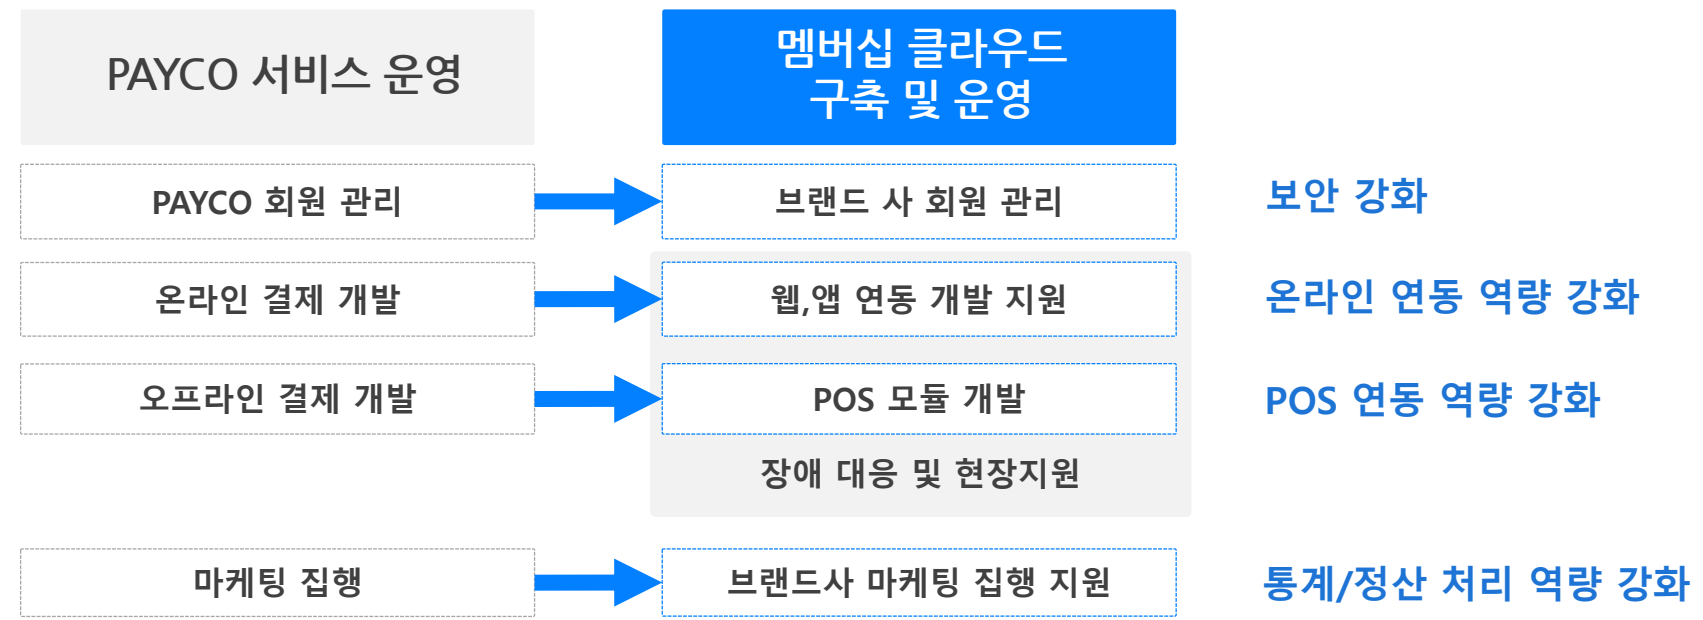 PAYCO 서비스 운영
멤버십 클라우드
구축 및 운영
PAYCO 회원 관리
브랜드 사 회원 관리
보안 강화
온라인 결제 개발
웹,앱 연동 개발 지원
온라인 연동 역량 강화
오프라인 결제 개발
POS 모듈 개발
POS 연동 역량 강화
장애 대응 및 현장지원
마케팅 집행
브랜드사 마케팅 집행 지원
통계/정산 처리 역량 강화